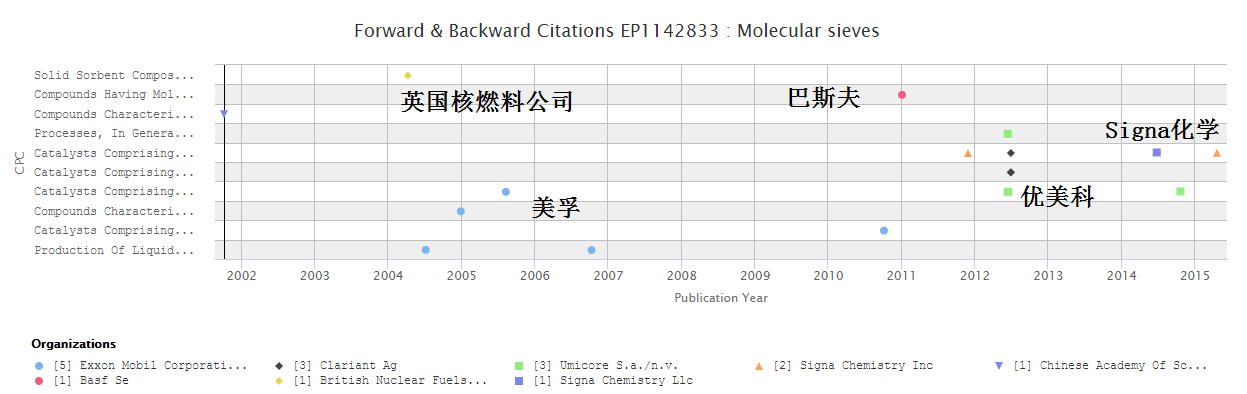 Forward & Backward Citations EP1142833 : Molecular sieves
Solid Sorbent Compos...
Compounds Having Mol...
Compounds Characteri...
Processes, In Genera...
Catalysts Comprising...
Catalysts Comprising...
Catalysts Comprising...
Compounds Characteri...
Catalysts Comprising...
Production Of Liquid...
CPC
英国核燃料公司
巴斯夫
Signa化学
美孚
优美科
2002 2003 2004 2005 2006 2007 2008 2009 2010 2011 2012 2013 2014 2015
Publication Year
Organizations
[5] Exxon Mobil Corporati... [3] Clariant Ag [3] Umicore S.a./n.v. [2] Signa Chemistry Inc [1] Chinese Academy Of Sc...
[1] Basf Se [1] British Nuclear Fuels... [1] Signa Chemistry Llc